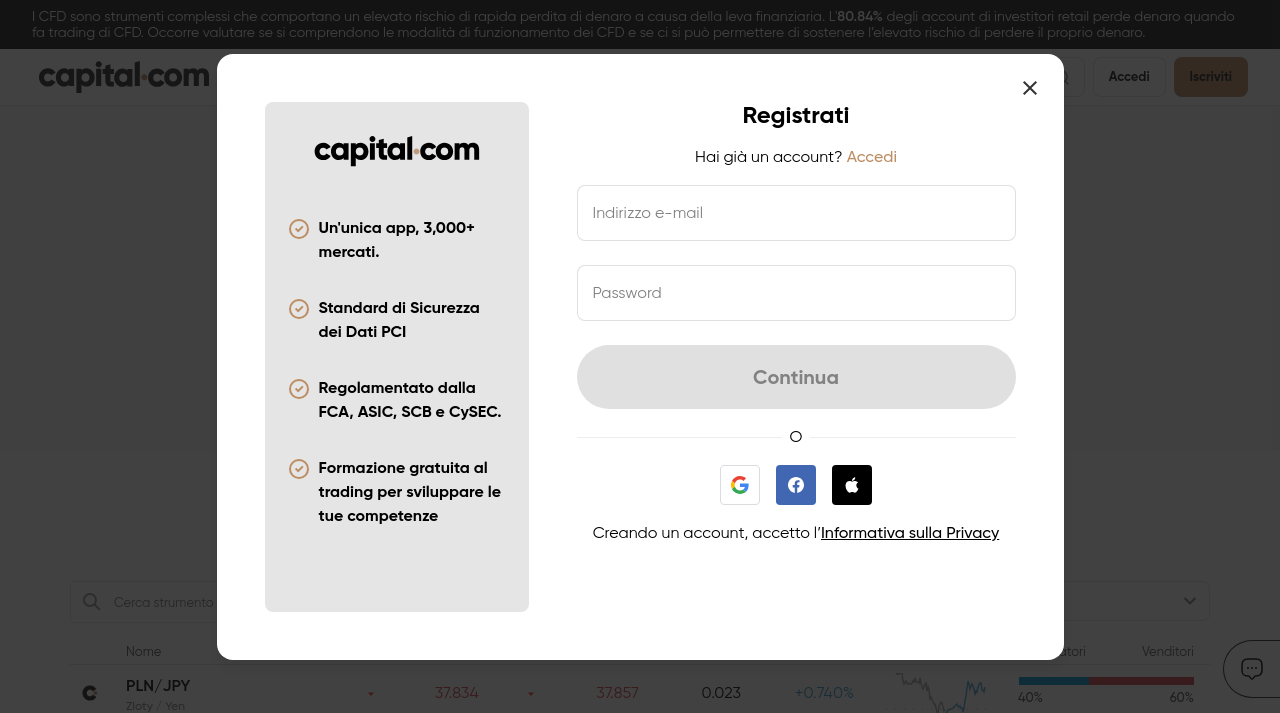 I CFD sono strumenti complessi che comportano un elevato rischio di rapida perdita di denaro a causa della leva finanziaria. L'80.84% degli account di investitori retail perde denaro quando
fa trading di CFD. Occorre valutare se si comprendono le modalità di funzionamento dei CFD e se ci si può permettere di sostenere l'elevato rischio di perdere il proprio denaro.
capital.com
Accedi
Iscriviti
capital.com
Un'unica app, 3,000+
mercati.
Standard di Sicurezza
dei Dati PCI
Regolamentato dalla
FCA, ASIC, SCB e CySEC.
Formazione gratuita al
trading per sviluppare le
tue competenze
Registrati
Hai già un account? Accedi
Indirizzo e-mail
Password
Continua
O
Creando un account, accetto l'Informativa sulla Privacy
Cerca strumento
Nome
Venditori
PLN/JPY
37.834
37.857
0.023
+0.740%
40%
60%
Zloty / Yen